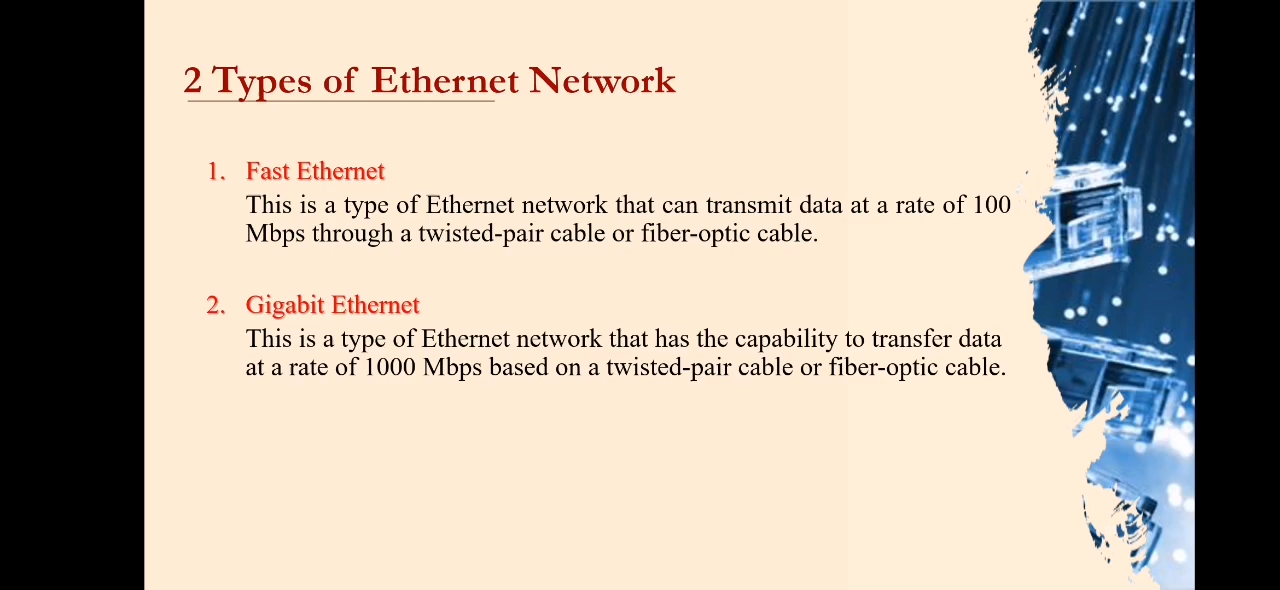 2 Types of Ethernet Network
1. Fast Ethernet
This is a type of Ethernet network that can transmit data at a rate of 100
Mbps through a twisted-pair cable or fiber-optic cable.
2. Gigabit Ethernet
This is a type of Ethernet network that has the capability to transfer data
at a rate of 1000 Mbps based on a twisted-pair cable or fiber-optic cable.